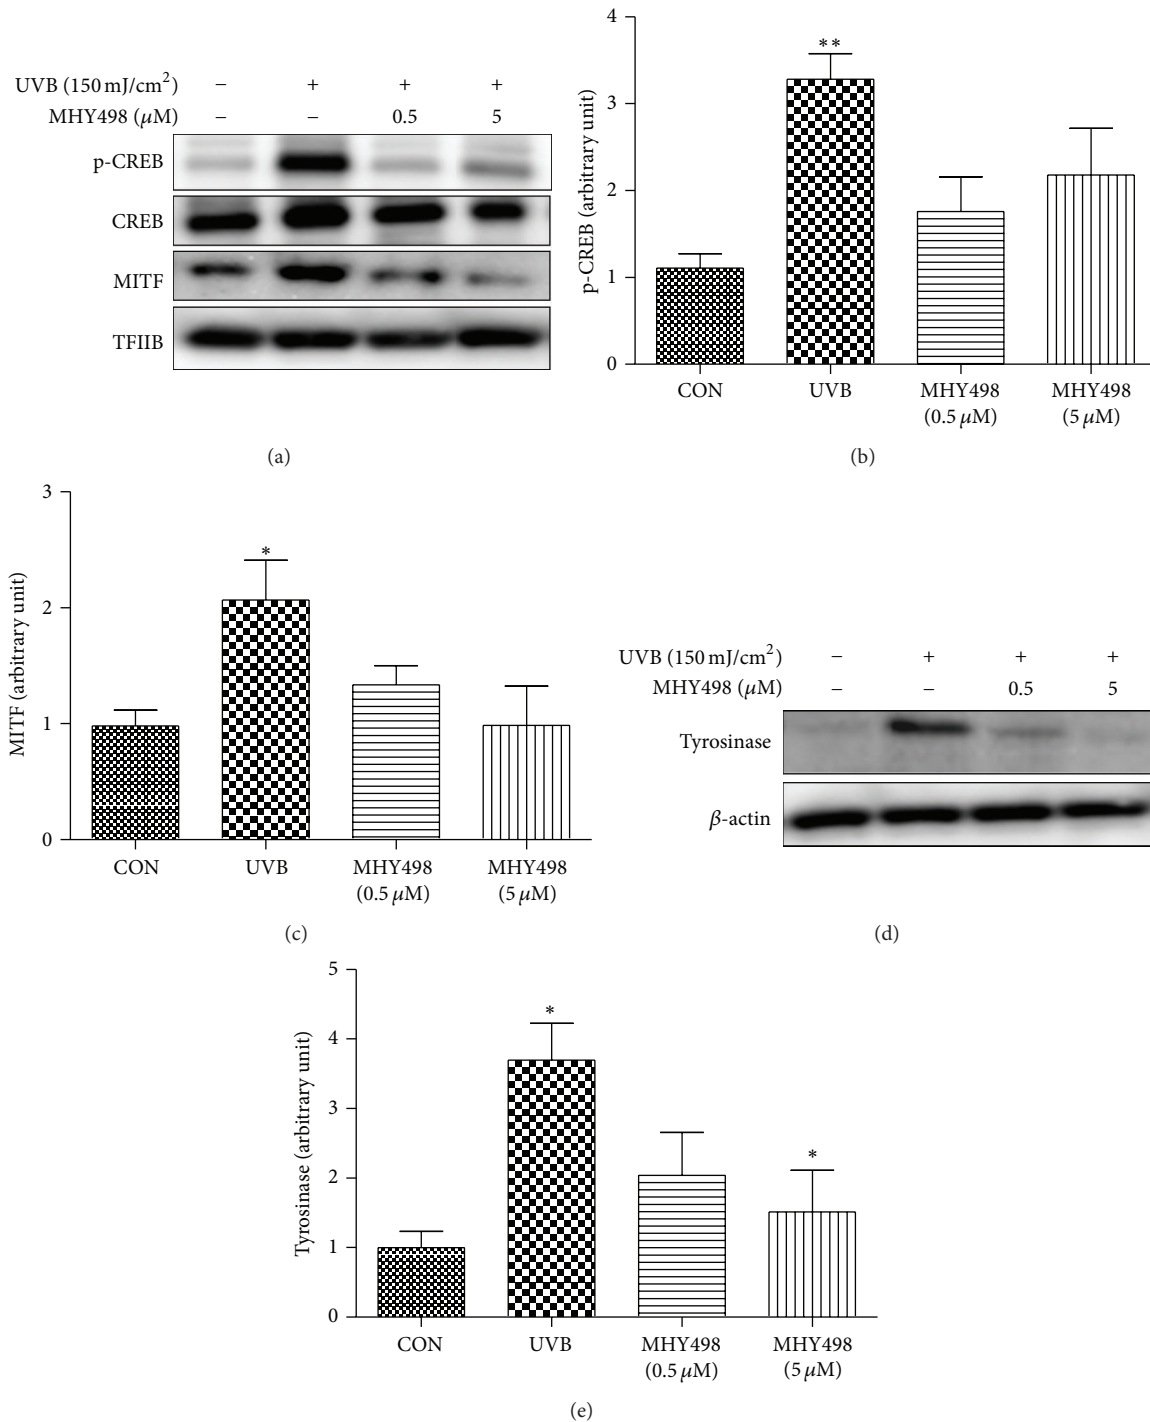 UVB (150 mJ/cm2) − + + +
MHY498 (μM) − − 0.5 5
p-CREB
CREB
MITF
TFIIB
(a)
p-CREB (arbitrary unit)
4
**
3
2
1
0
CON UVB MHY498 MHY498
(0.5 μM) (5 μM)
(b)
MITF (arbitrary unit)
3
*
2
1
0
CON UVB MHY498 MHY498
(0.5 μM) (5 μM)
(c)
UVB (150 mJ/cm2) − + + +
MHY498 (μM) − − 0.5 5
Tyrosinase
β-actin
(d)
Tyrosinase (arbitrary unit)
5
*
4
3
2
*
1
0
CON UVB MHY498 MHY498
(0.5 μM) (5 μM)
(e)